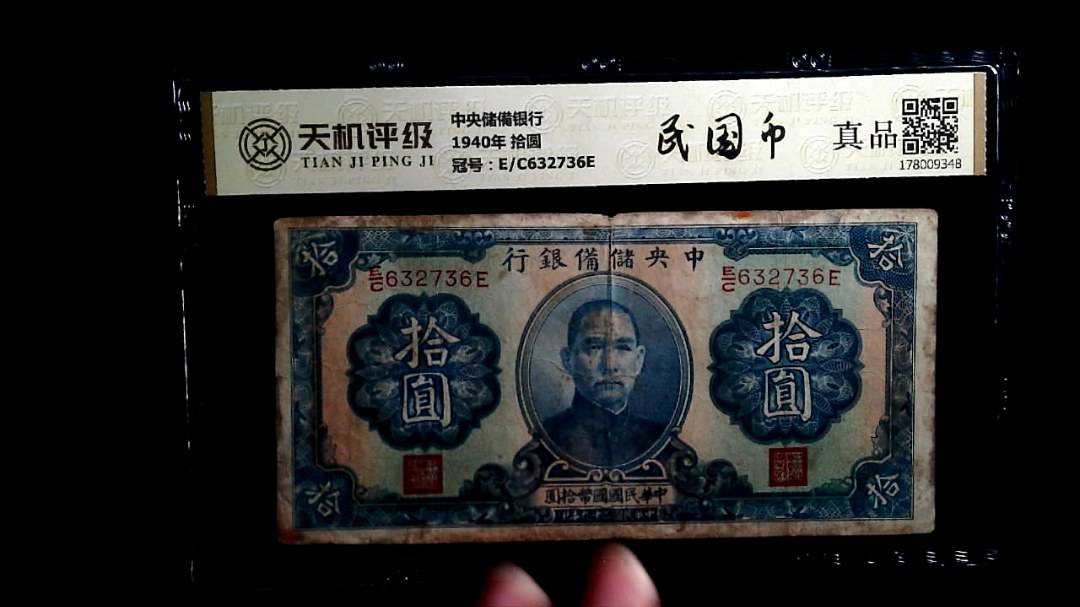 天机评级
TIAN JI PING JI
中央储備银行
1940年 拾圆
冠号：E/C632736E
民国币
真品
178009348
行銀備儲央中
E/C632736E
E/C632736E
拾
拾
拾圓
拾圓
圓拾幣國國民華中
拾
拾